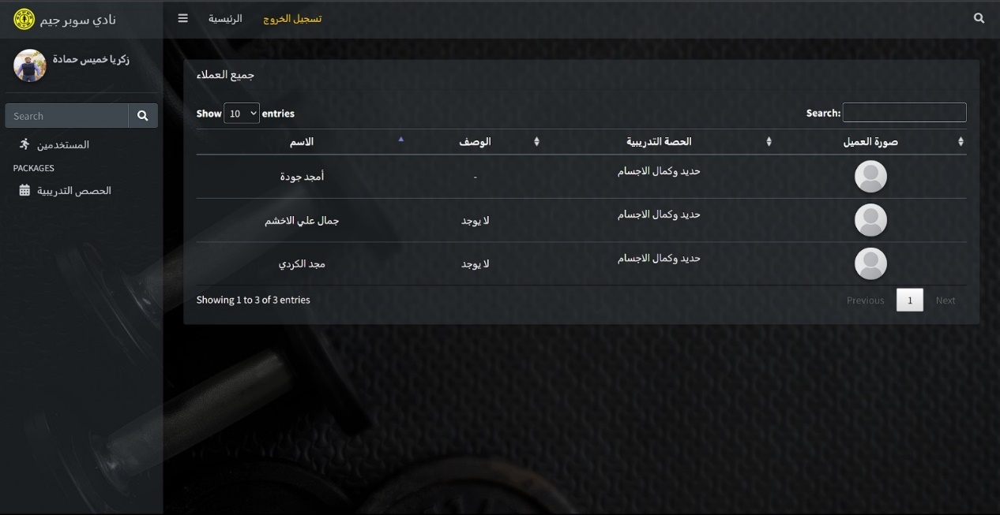 نادي سوبر جيم
الرئيسية
تسجيل الخروج
زكريا خميس حمادة
Search
المستخدمين
PACKAGES
الحصص التدريبية
جميع العملاء
Show 10 entries
Search:
الاسم
الوصف
الحصة التدريبية
صورة العميل
أمجد جودة
-
حديد وكمال الاجسام
جمال علي الاخشم
لا يوجد
حديد وكمال الاجسام
مجد الكردي
لا يوجد
حديد وكمال الاجسام
Showing 1 to 3 of 3 entries
Previous
1
Next